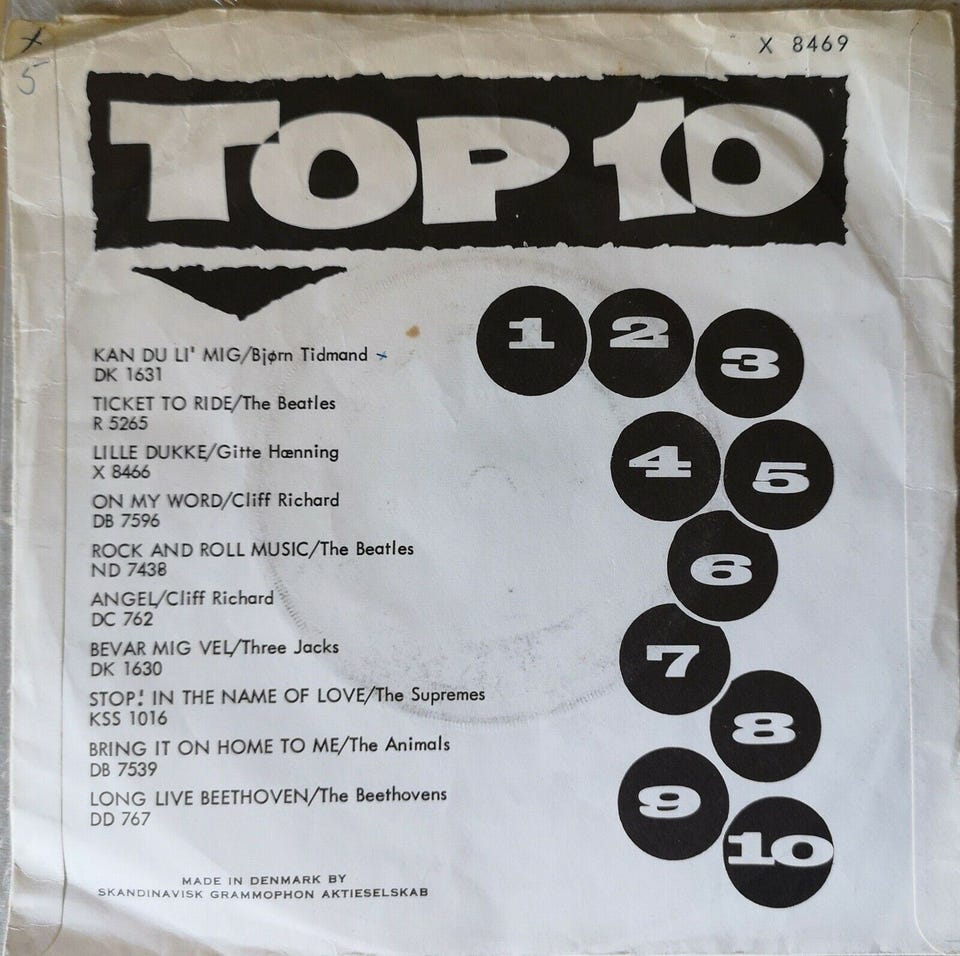 x
5
X 8469
TOP 10
1 2 3
KAN DU LI' MIG/Bjørn Tidmand x
DK 1631
TICKET TO RIDE/The Beatles
R 5265
LILLE DUKKE/Gitte Hænning
X 8466
4 5
ON MY WORD/Cliff Richard
DB 7596
ROCK AND ROLL MUSIC/The Beatles
ND 7438
6
ANGEL/Cliff Richard
DC 762
BEVAR MIG VEL/Three Jacks
DK 1630
7
STOP! IN THE NAME OF LOVE/The Supremes
KSS 1016
8
BRING IT ON HOME TO ME/The Animals
DB 7539
LONG LIVE BEETHOVEN/The Beethovens
DD 767
9
10
MADE IN DENMARK BY
SKANDINAVISK GRAMMOPHON AKTIESELSKAB